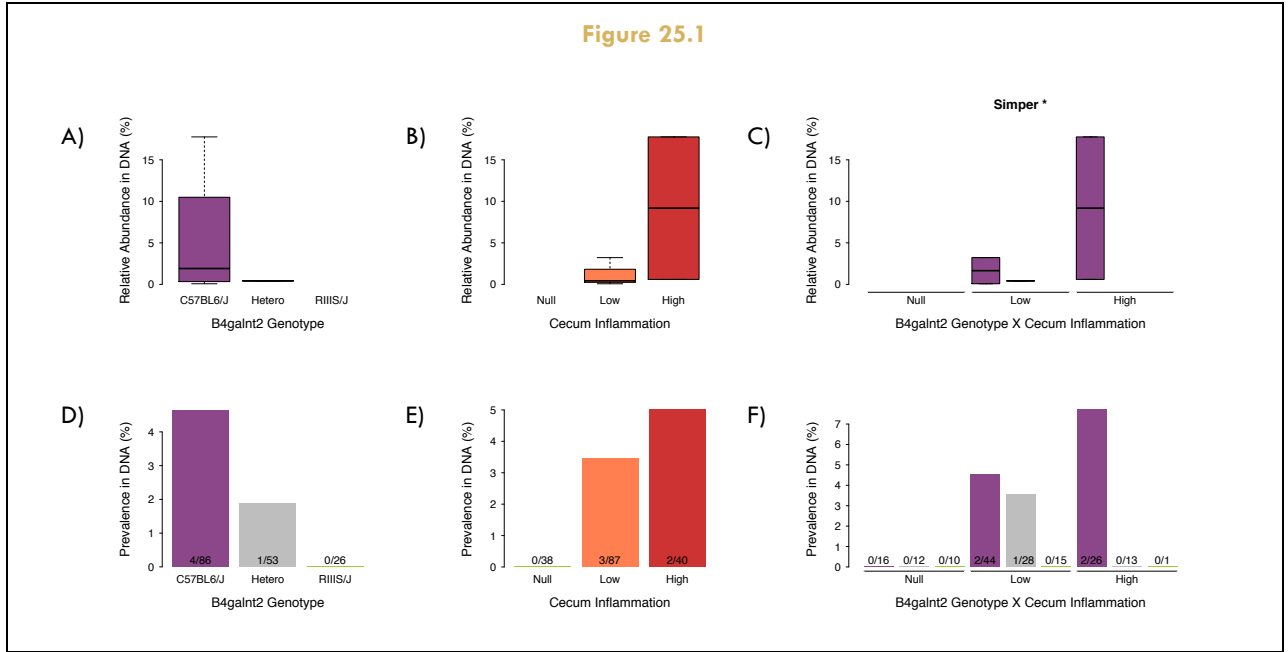 Figure 25.1
A)
Relative Abundance in DNA (%)
15
10
5
0
C57BL6/J Hetero RIIIS/J
B4galnt2 Genotype
B)
Relative Abundance in DNA (%)
15
10
5
0
Null Low High
Cecum Inflammation
C)
Simper *
Relative Abundance in DNA (%)
15
10
5
0
Null Low High
B4galnt2 Genotype X Cecum Inflammation
D)
Prevalence in DNA (%)
4
3
2
1
0
4/86 1/53 0/26
C57BL6/J Hetero RIIIS/J
B4galnt2 Genotype
E)
Prevalence in DNA (%)
5
4
3
2
1
0
0/38 3/87 2/40
Null Low High
Cecum Inflammation
F)
Prevalence in DNA (%)
7
6
5
4
3
2
1
0
0/16 0/12 0/10 2/44 1/28 0/15 2/26 0/13 0/1
Null Low High
B4galnt2 Genotype X Cecum Inflammation